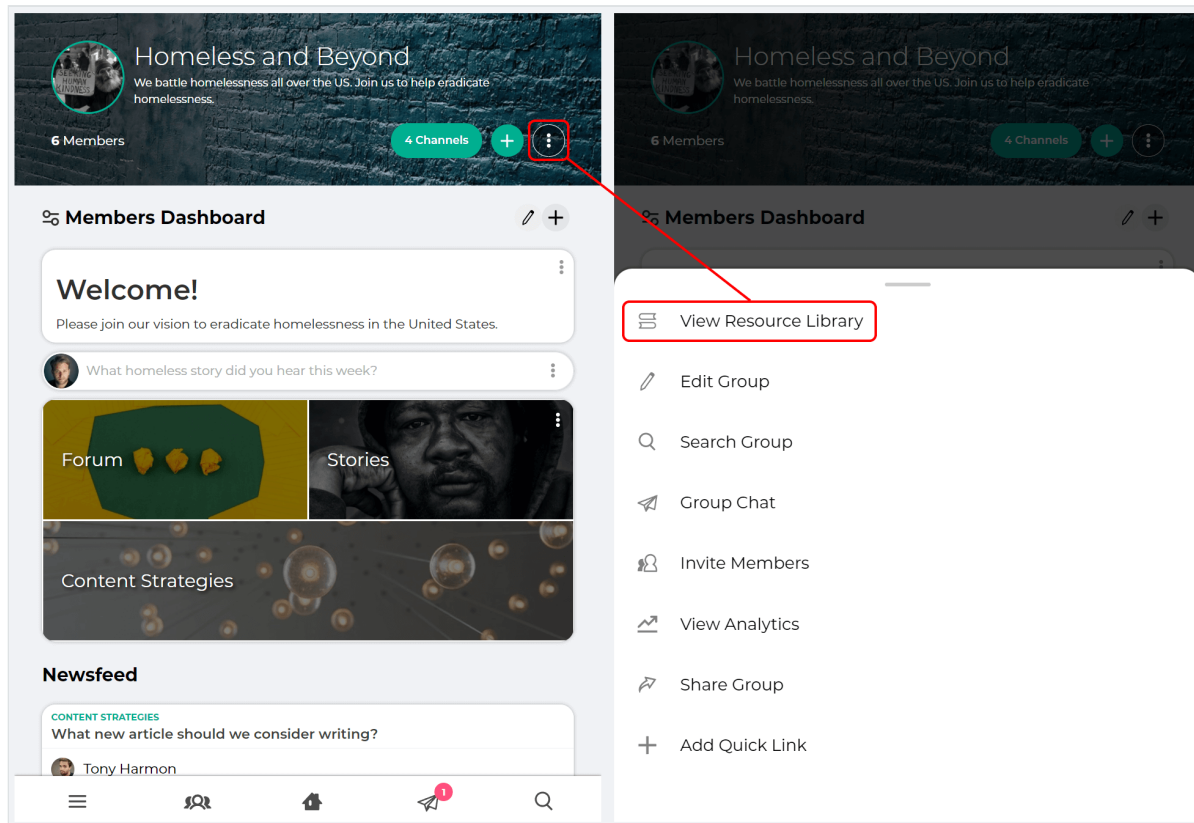 Homeless and Beyond
We battle homelessness all over the US. Join us to help eradicate
homelessness.
SEEKING
HUMAN
KINDNESS
6 Members
4 Channels
Members Dashboard
Welcome!
Please join our vision to eradicate homelessness in the United States.
What homeless story did you hear this week?
Forum
Stories
Content Strategies
Newsfeed
CONTENT STRATEGIES
What new article should we consider writing?
Tony Harmon
1
Homeless and Beyond
We battle homelessness all over the US. Join us to help eradicate
homelessness.
6 Members
4 Channels
Members Dashboard
View Resource Library
Edit Group
Search Group
Group Chat
Invite Members
View Analytics
Share Group
Add Quick Link